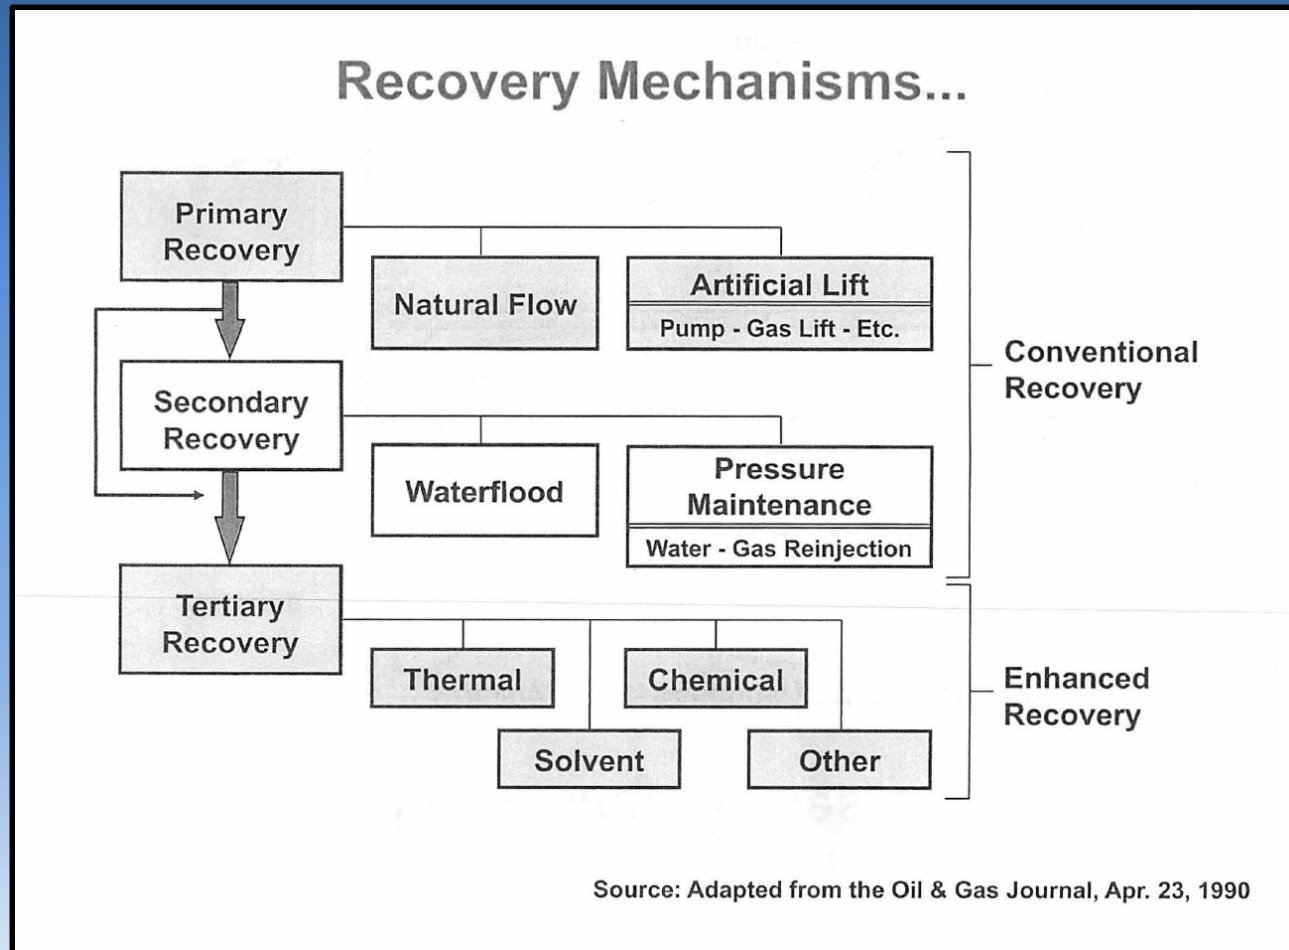 Recovery Mechanisms...
Primary
Recovery
Natural Flow
Artificial Lift
Pump - Gas Lift - Etc.
Conventional
Recovery
Secondary
Recovery
Waterflood
Pressure
Maintenance
Water - Gas Reinjection
Tertiary
Recovery
Thermal
Chemical
Solvent
Other
Enhanced
Recovery
Source: Adapted from the Oil & Gas Journal, Apr. 23, 1990